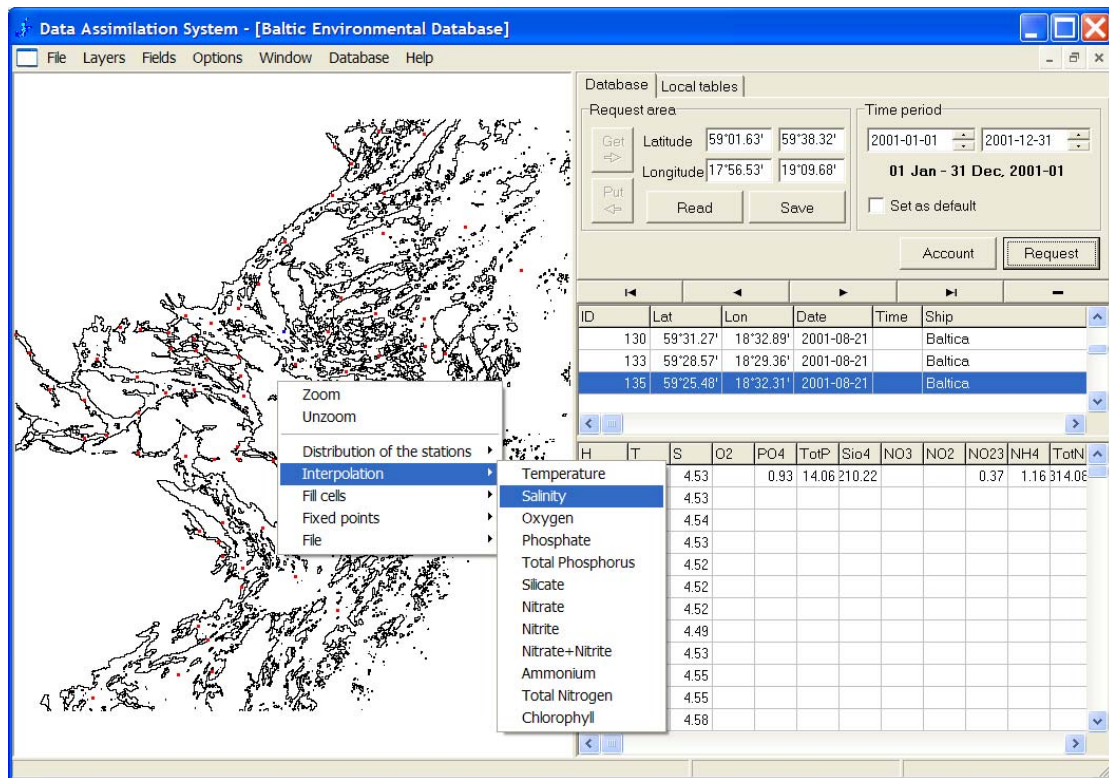 Data Assimilation System - [Baltic Environmental Database]
File Layers Fields Options Window Database Help
Database Local tables
Request area Time period
Get Latitude 59°01.63' 59°38.32' 2001-01-01 2001-12-31
Longitude 17°56.53' 19°09.68' 01 Jan - 31 Dec, 2001-01
Put Read Save Set as default
Account Request
ID Lat Lon Date Time Ship
130 59°31.27' 18°32.89' 2001-08-21 Baltica
133 59°28.57' 18°29.36' 2001-08-21 Baltica
135 59°25.48' 18°32.31' 2001-08-21 Baltica
Zoom
Unzoom
Distribution of the stations
Interpolation
Fill cells
Fixed points
File
Temperature
Salinity
Oxygen
Phosphate
Total Phosphorus
Silicate
Nitrate
Nitrite
Nitrate+Nitrite
Ammonium
Total Nitrogen
Chlorophyll
H T S O2 PO4 TotP Sio4 NO3 NO2 NO23 NH4 TotN
4.53 0.93 14.06 210.22 0.37 1.16 314.08
4.53
4.54
4.53
4.52
4.52
4.52
4.49
4.53
4.55
4.55
4.58